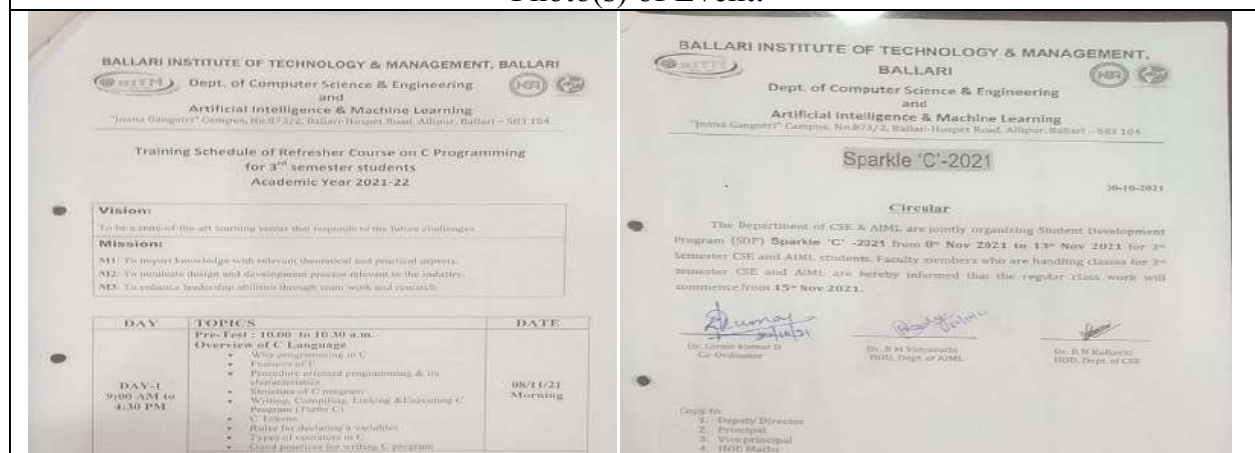 Photo(s) of Event:
BALLARI INSTITUTE OF TECHNOLOGY & MANAGEMENT, BALLARI
Dept. of Computer Science & Engineering
and
Artificial Intelligence & Machine Learning
"Jnana Gangotri" Campus, No.873/2, Ballari-Hospet Road, Allipur, Ballari – 583 104
Training Schedule of Refresher Course on C Programming
for 3rd semester students
Academic Year 2021-22
Vision:
To be a state-of-the-art learning center that responds to the future challenges
Mission:
M1: To impart knowledge with relevant theoretical and practical aspects.
M2: To design and development process relevant to the industry.
M3: To enhance leadership abilities through team work and research.
DAY TOPICS DATE
DAY-1
9:00 AM to
4:30 PM
Pre-Test : 10.00 to 10:30 a.m.
Overview of C Language
• Why programming in C
• Features of C
• Procedure oriented programming & its
characteristics
• Structure of C program
• Writing, Compiling, Linking &Executing C
Program (Turbo C)
• C Tokens
• Rules for declaring a variables
• Types of operators in C
• Good practices for writing C program
08/11/21
Morning
BALLARI INSTITUTE OF TECHNOLOGY & MANAGEMENT,
BALLARI
Dept. of Computer Science & Engineering
and
Artificial Intelligence & Machine Learning
"Jnana Gangotri" Campus, No.873/2, Ballari-Hospet Road, Allipur, Ballari – 583 104
Sparkle 'C'-2021
30-10-2021
Circular
The Department of CSE & AIML are jointly organizing Student Development
Program (SDP) Sparkle 'C' -2021 from 8th Nov 2021 to 13th Nov 2021 for 3rd
Semester CSE and AIML students. Faculty members who are handling classes for 3rd
semester CSE and AIML are hereby informed that the regular class work will
commence from 15th Nov 2021.
30/10/21
Dr. Girish Kumar D
Co-Ordinator
Dr. B M Vidyavathi
HOD, Dept. of AIML
Dr. R N Kulkarni
HOD, Dept. of CSE
Copy to:
1. Deputy Director
2. Principal
3. Vice principal
4. HOD Maths